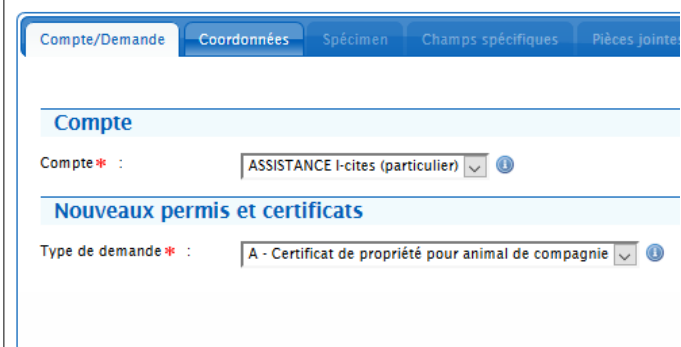 Compte/Demande Coordonnées Spécimen Champs spécifiques Pièces jointes
Compte
Compte* : ASSISTANCE I-cites (particulier)
Nouveaux permis et certificats
Type de demande* : A - Certificat de propriété pour animal de compagnie